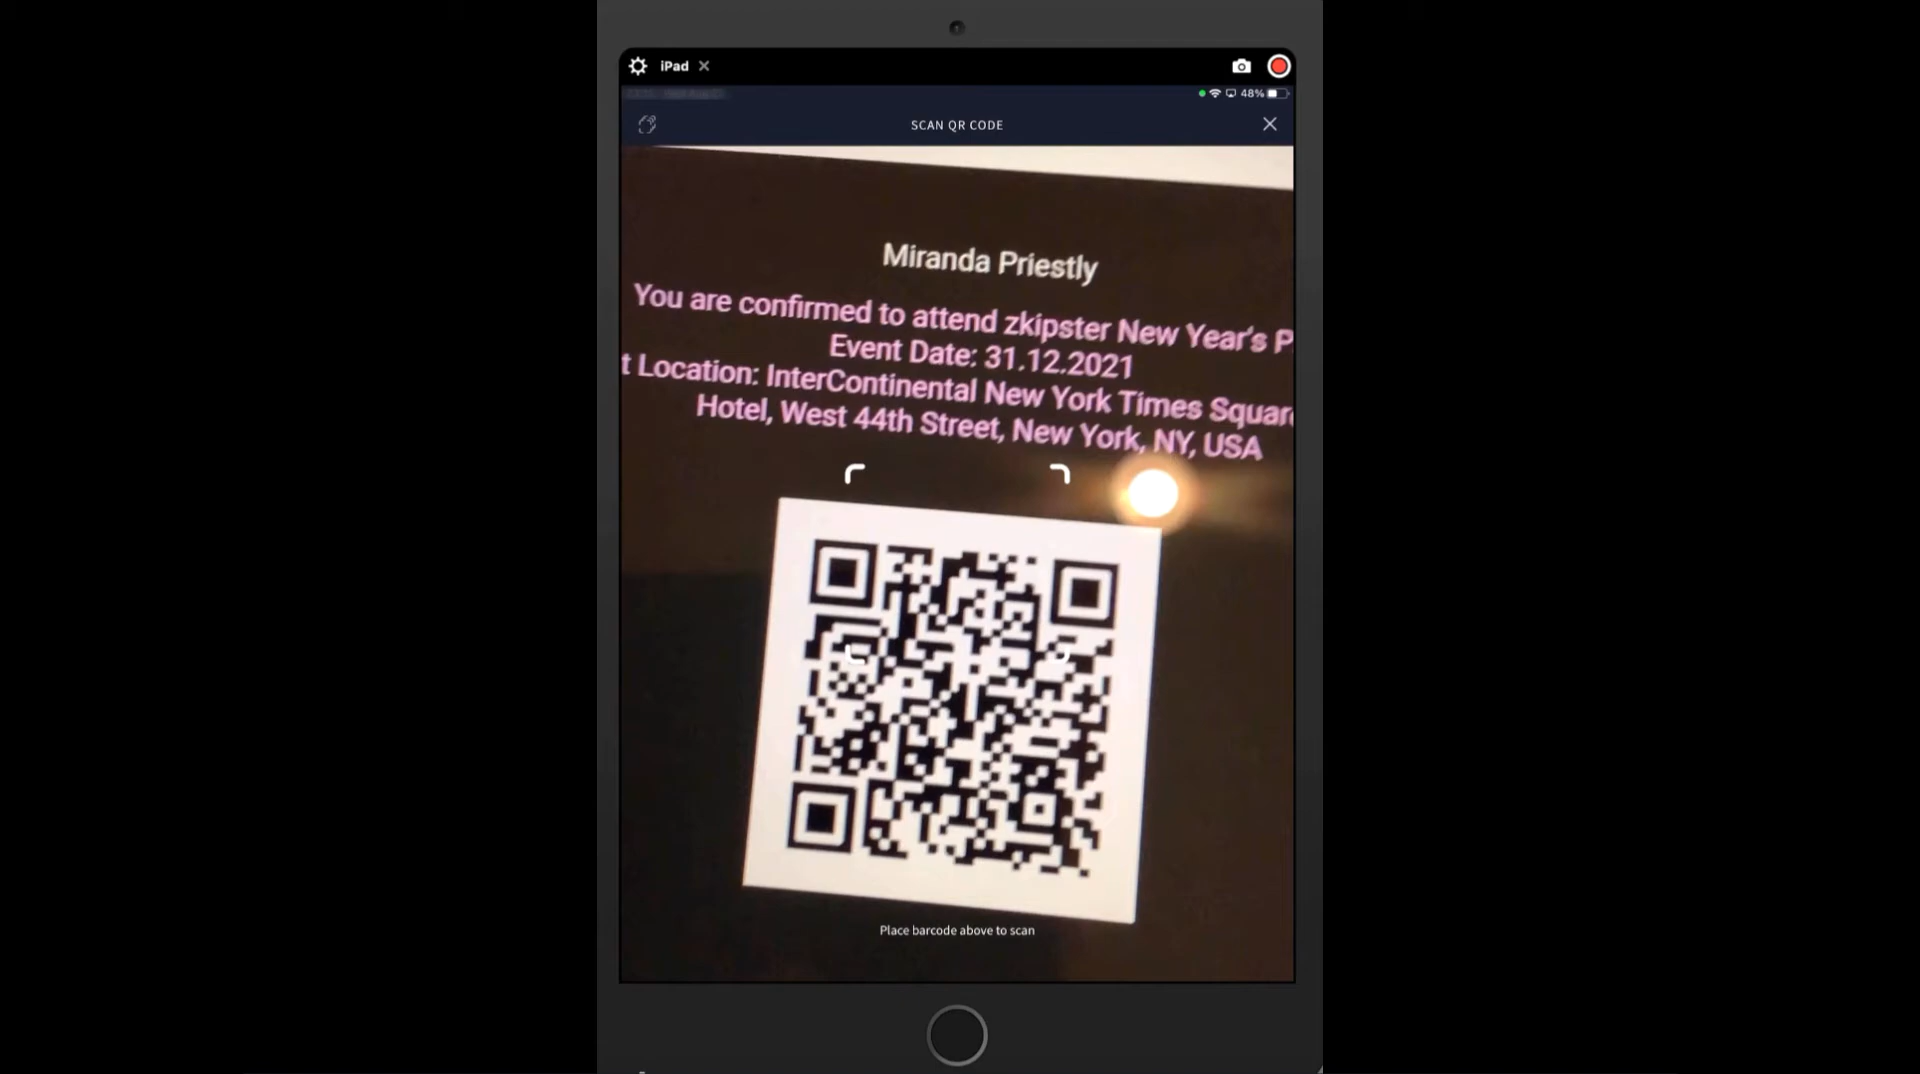 iPad
48%
SCAN QR CODE
Miranda Priestly
You are confirmed to attend zkipster New Year's P
Event Date: 31.12.2021
t Location: InterContinental New York Times Squar
Hotel, West 44th Street, New York, NY, USA
Place barcode above to scan